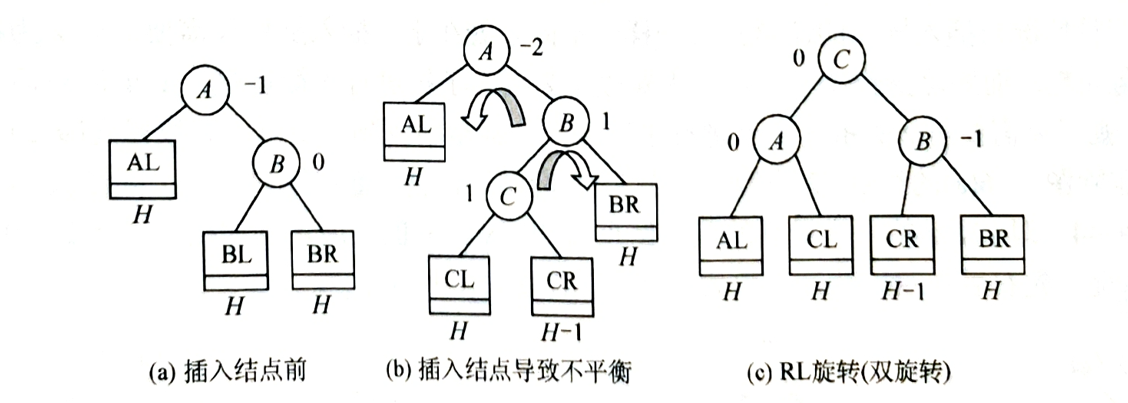 A -1
AL
H
B 0
BL
H
BR
H
(a) 插入结点前
A -2
AL
H
B 1
1 C
BR
H
CL
H
CR
H-1
(b) 插入结点导致不平衡
0 C
0 A
B -1
AL
H
CL
H
CR
H-1
BR
H
(c) RL旋转(双旋转)